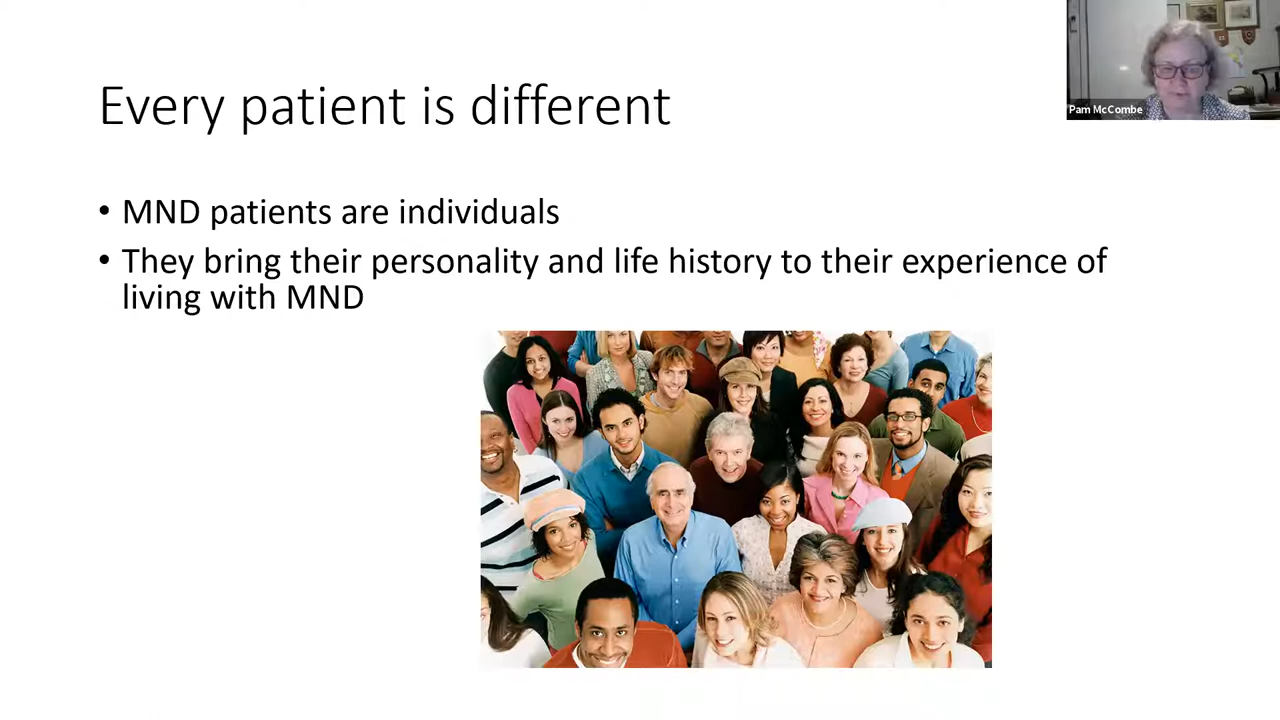 Every patient is different
Pam McCombe
• MND patients are individuals
• They bring their personality and life history to their experience of
living with MND